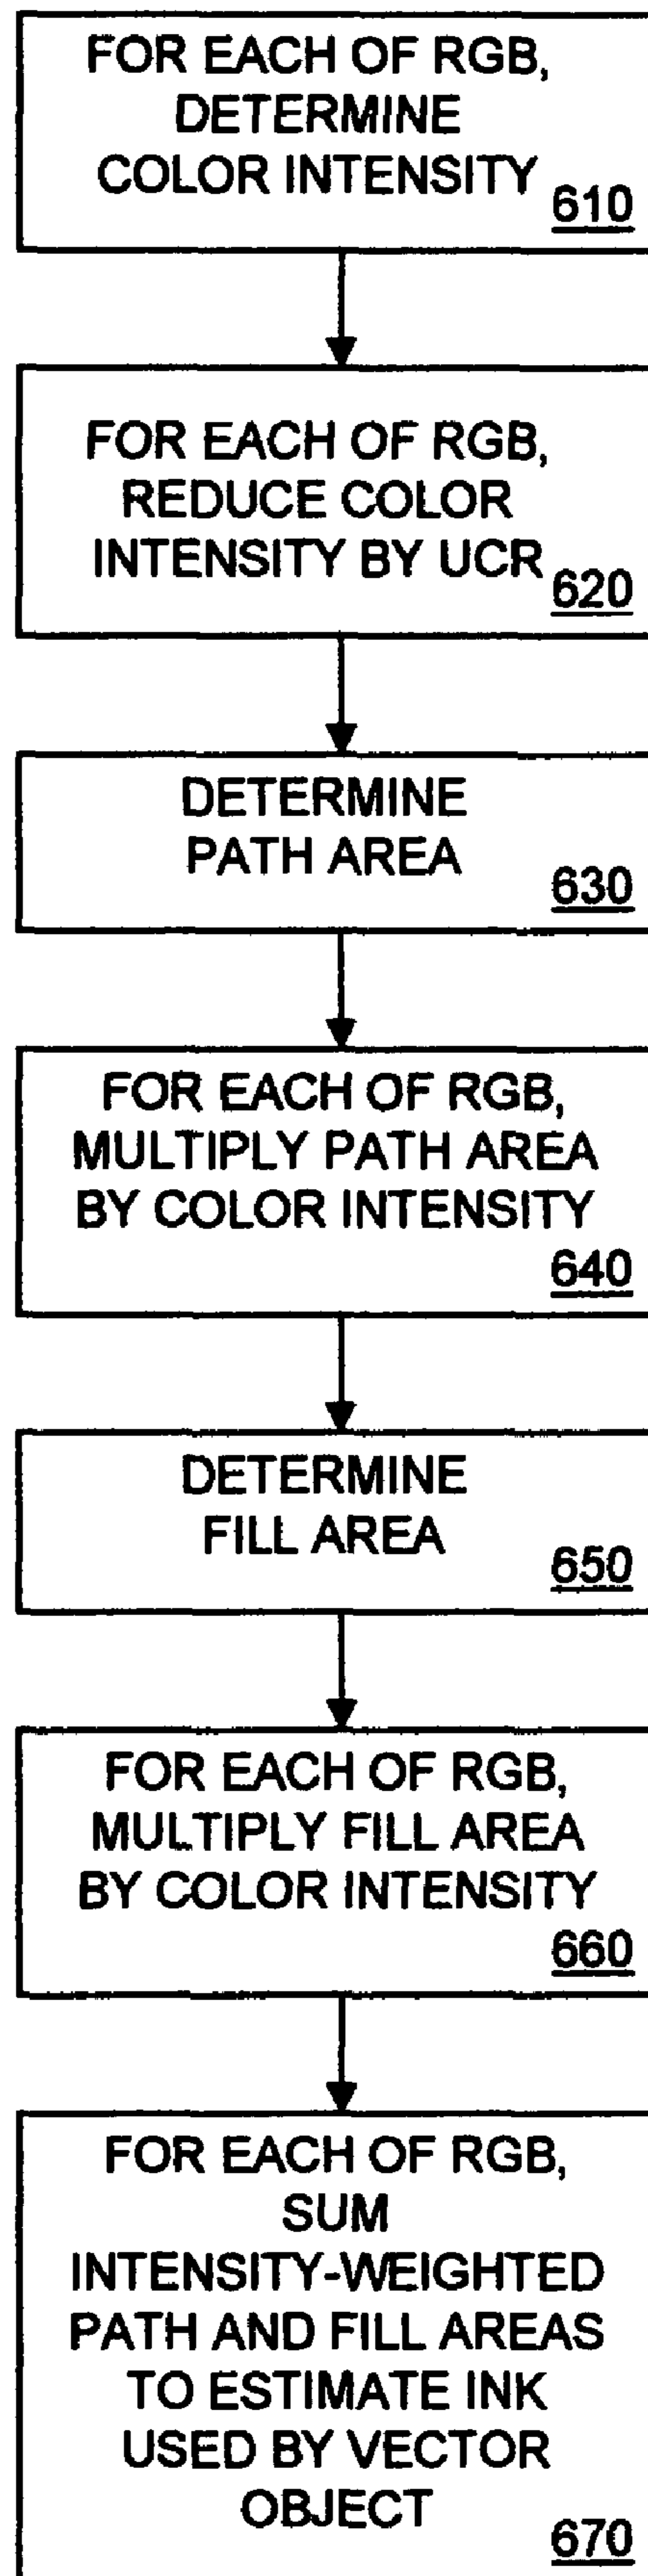 FOR EACH OF RGB,
DETERMINE
COLOR INTENSITY
610
FOR EACH OF RGB,
REDUCE COLOR
INTENSITY BY UCR
620
DETERMINE
PATH AREA
630
FOR EACH OF RGB,
MULTIPLY PATH AREA
BY COLOR INTENSITY
640
DETERMINE
FILL AREA
650
FOR EACH OF RGB,
MULTIPLY FILL AREA
BY COLOR INTENSITY
660
FOR EACH OF RGB,
SUM
INTENSITY-WEIGHTED
PATH AND FILL AREAS
TO ESTIMATE INK
USED BY VECTOR
OBJECT
670